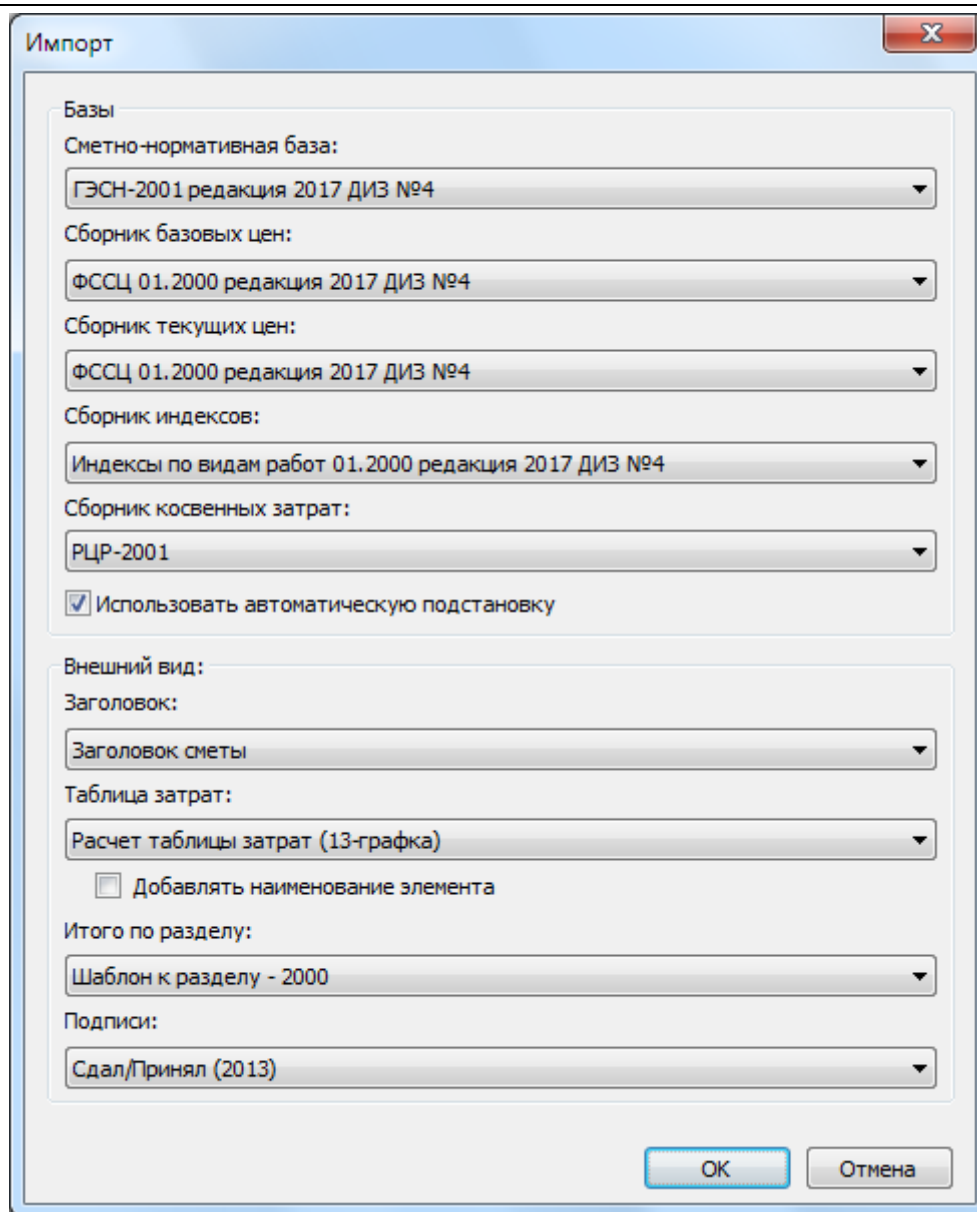 Импорт
Базы
Сметно-нормативная база:
ГЭСН-2001 редакция 2017 ДИЗ №4
Сборник базовых цен:
ФССЦ 01.2000 редакция 2017 ДИЗ №4
Сборник текущих цен:
ФССЦ 01.2000 редакция 2017 ДИЗ №4
Сборник индексов:
Индексы по видам работ 01.2000 редакция 2017 ДИЗ №4
Сборник косвенных затрат:
РЦР-2001
Использовать автоматическую подстановку
Внешний вид:
Заголовок:
Заголовок сметы
Таблица затрат:
Расчет таблицы затрат (13-графка)
Добавлять наименование элемента
Итого по разделу:
Шаблон к разделу - 2000
Подписи:
Сдал/Принял (2013)
ОК Отмена